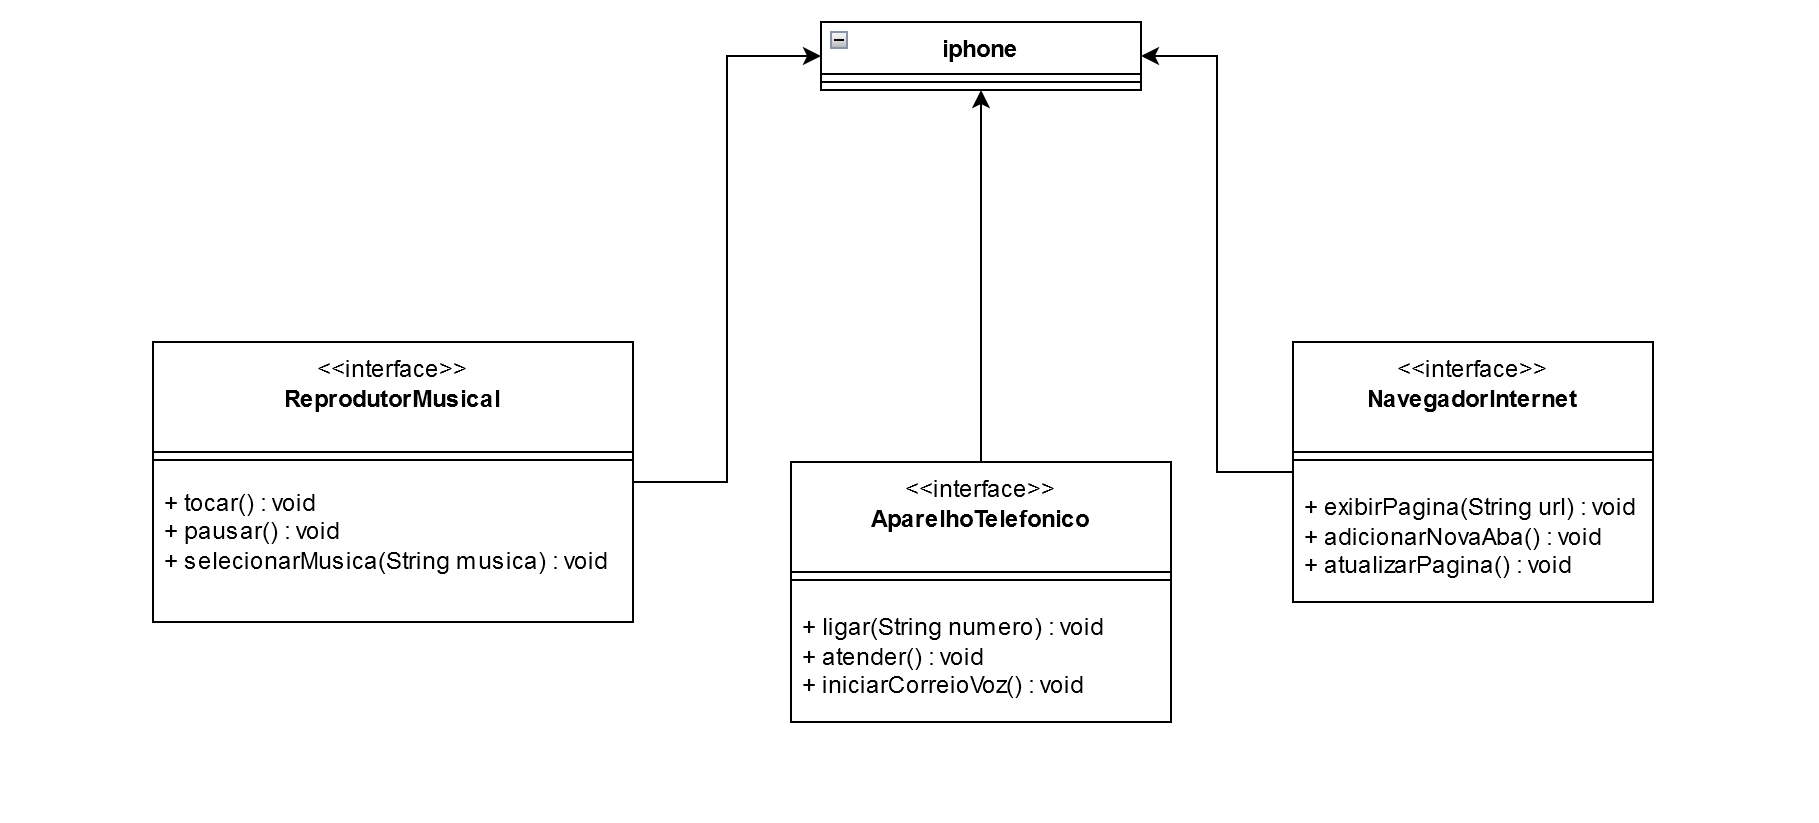 iphone
<<interface>>
ReprodutorMusical
+ tocar() : void
+ pausar() : void
+ selecionarMusica(String musica) : void
<<interface>>
AparelhoTelefonico
+ ligar(String numero) : void
+ atender() : void
+ iniciarCorreioVoz() : void
<<interface>>
NavegadorInternet
+ exibirPagina(String url) : void
+ adicionarNovaAba() : void
+ atualizarPagina() : void